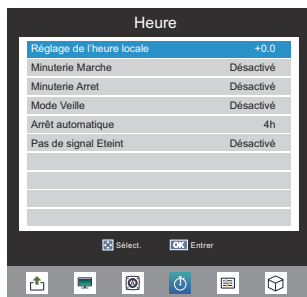 Heure
Réglage de l'heure locale +0.0
Minuterie Marche Désactivé
Minuterie Arret Désactivé
Mode Veille Désactivé
Arrêt automatique 4h
Pas de signal Eteint Désactivé
Sélect. OK Entrer